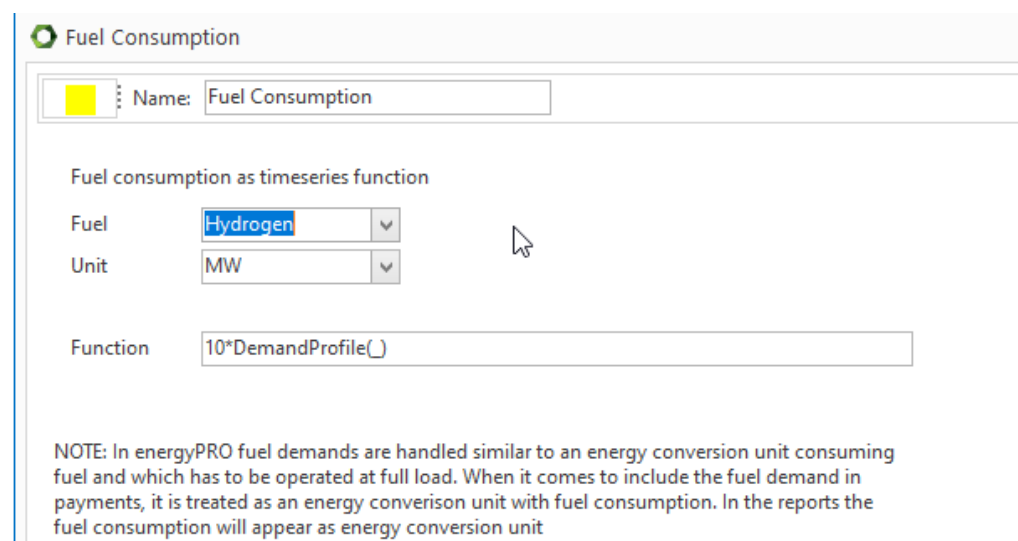 Fuel Consumption
Name: Fuel Consumption
Fuel consumption as timeseries function
Fuel Hydrogen
Unit MW
Function 10*DemandProfile(_)
NOTE: In energyPRO fuel demands are handled similar to an energy conversion unit consuming
fuel and which has to be operated at full load. When it comes to include the fuel demand in
payments, it is treated as an energy converison unit with fuel consumption. In the reports the
fuel consumption will appear as energy conversion unit